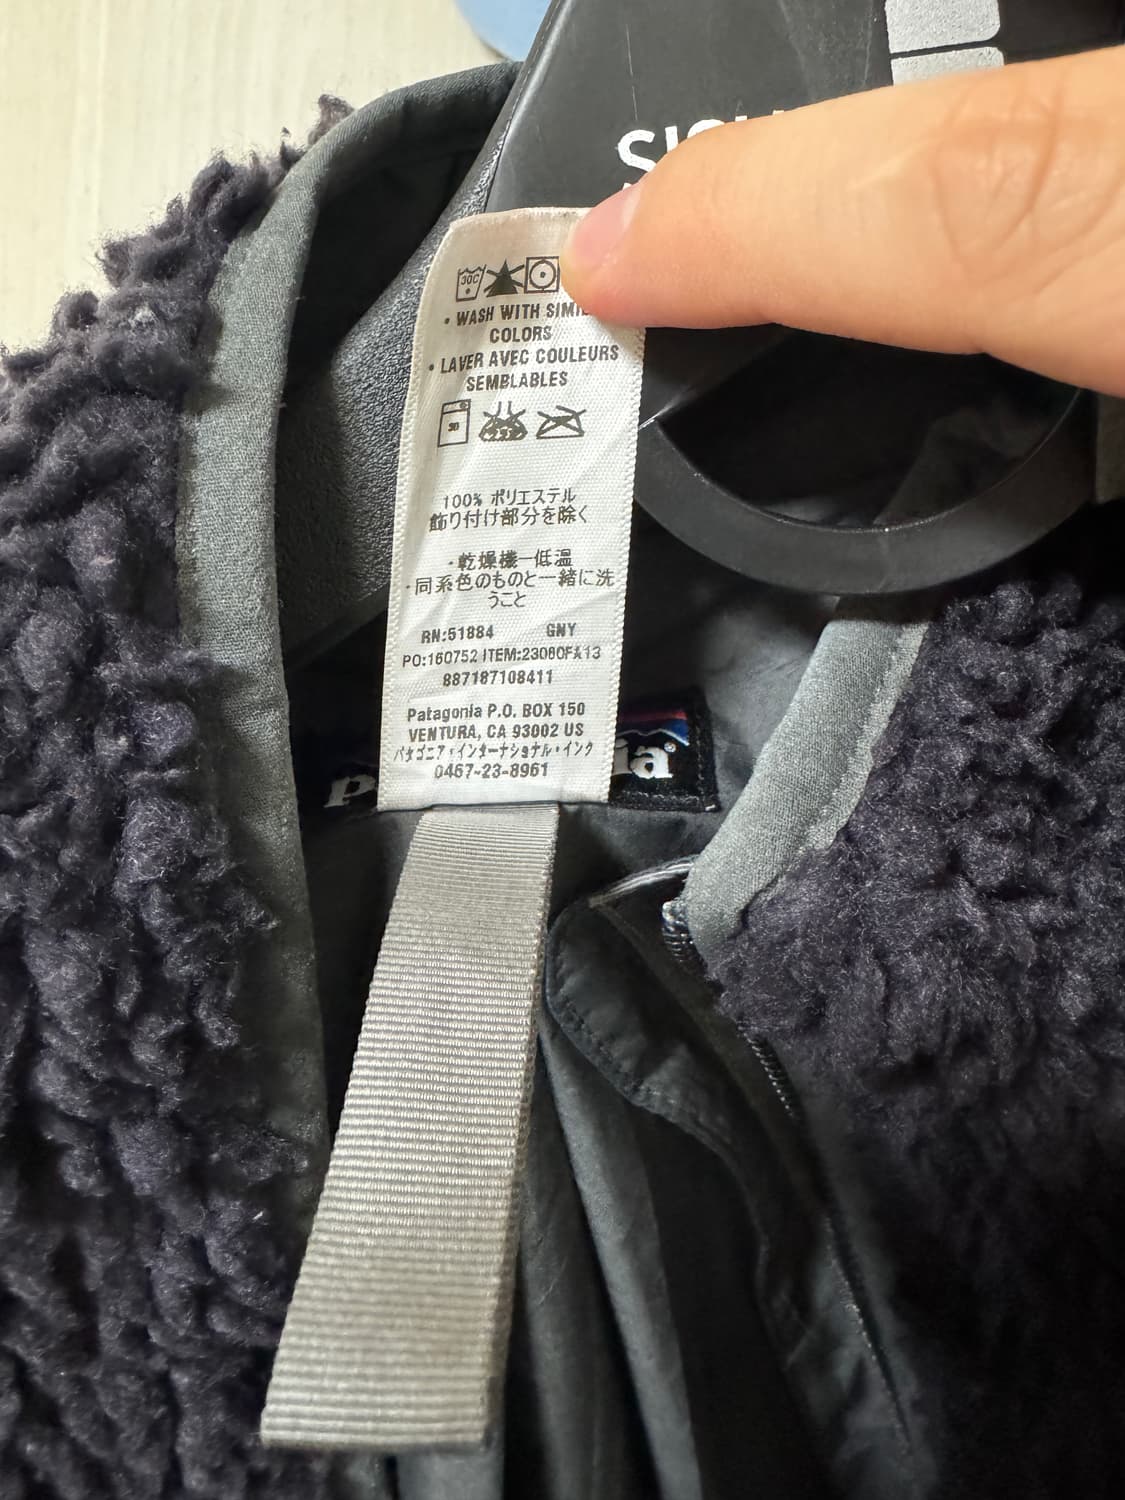 30C
• WASH WITH
COLORS
• LAVER AVEC COULEURS
SEMBLABLES
30
100% ポリエステル
飾り付け部分を除く
・乾燥機ー低温
・同系色のものと一緒に洗
うこと
RN:51884 GNY
PO:160752 ITEM:23060FA13
887187108411
Patagonia P.O. BOX 150
VENTURA, CA 93002 US
パタゴニア・インターナショナル・インク
0467-23-8961